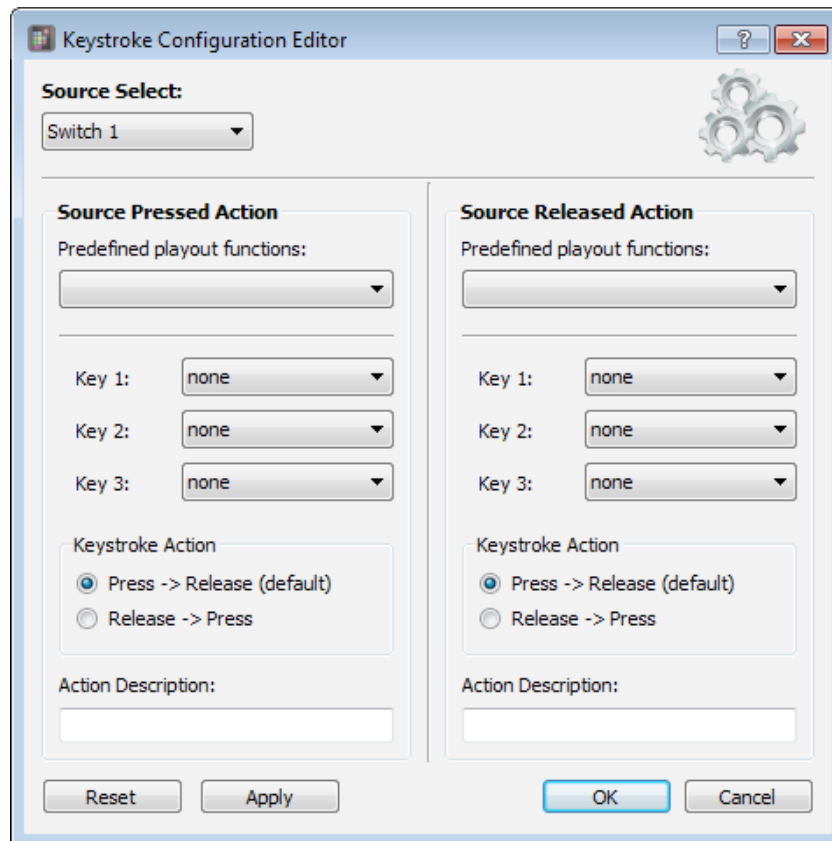 Keystroke Configuration Editor
?
Source Select:
Switch 1
Source Pressed Action
Predefined playout functions:
Key 1: none
Key 2: none
Key 3: none
Keystroke Action
Press -> Release (default)
Release -> Press
Action Description:
Source Released Action
Predefined playout functions:
Key 1: none
Key 2: none
Key 3: none
Keystroke Action
Press -> Release (default)
Release -> Press
Action Description:
Reset Apply OK Cancel